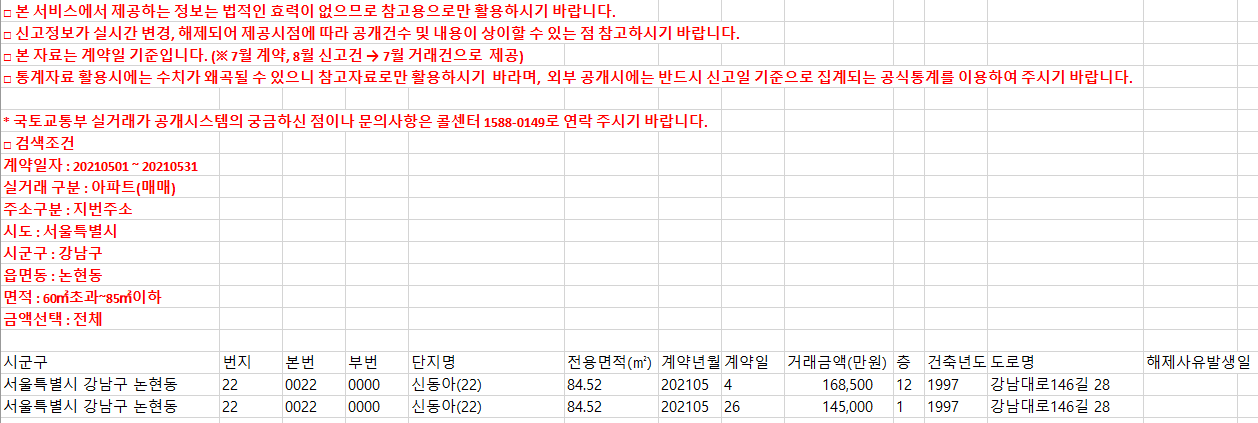 □ 본 서비스에서 제공하는 정보는 법적인 효력이 없으므로 참고용으로만 활용하시기 바랍니다.
□ 신고정보가 실시간 변경, 해제되어 제공시점에 따라 공개건수 및 내용이 상이할 수 있는 점 참고하시기 바랍니다.
□ 본 자료는 계약일 기준입니다. (※ 7월 계약, 8월 신고건 → 7월 거래건으로 제공)
□ 통계자료 활용시에는 수치가 왜곡될 수 있으니 참고자료로만 활용하시기 바라며, 외부 공개시에는 반드시 신고일 기준으로 집계되는 공식통계를 이용하여 주시기 바랍니다.
* 국토교통부 실거래가 공개시스템의 궁금하신 점이나 문의사항은 콜센터 1588-0149로 연락 주시기 바랍니다.
□ 검색조건
계약일자 : 20210501 ~ 20210531
실거래 구분 : 아파트(매매)
주소구분 : 지번주소
시도 : 서울특별시
시군구 : 강남구
읍면동 : 논현동
면적 : 60㎡초과~85㎡이하
금액선택 : 전체
시군구 번지 본번 부번 단지명 전용면적(㎡) 계약년월 계약일 거래금액(만원) 층 건축년도 도로명 해제사유발생일
서울특별시 강남구 논현동 22 0022 0000 신동아(22) 84.52 202105 4 168,500 12 1997 강남대로146길 28
서울특별시 강남구 논현동 22 0022 0000 신동아(22) 84.52 202105 26 145,000 1 1997 강남대로146길 28